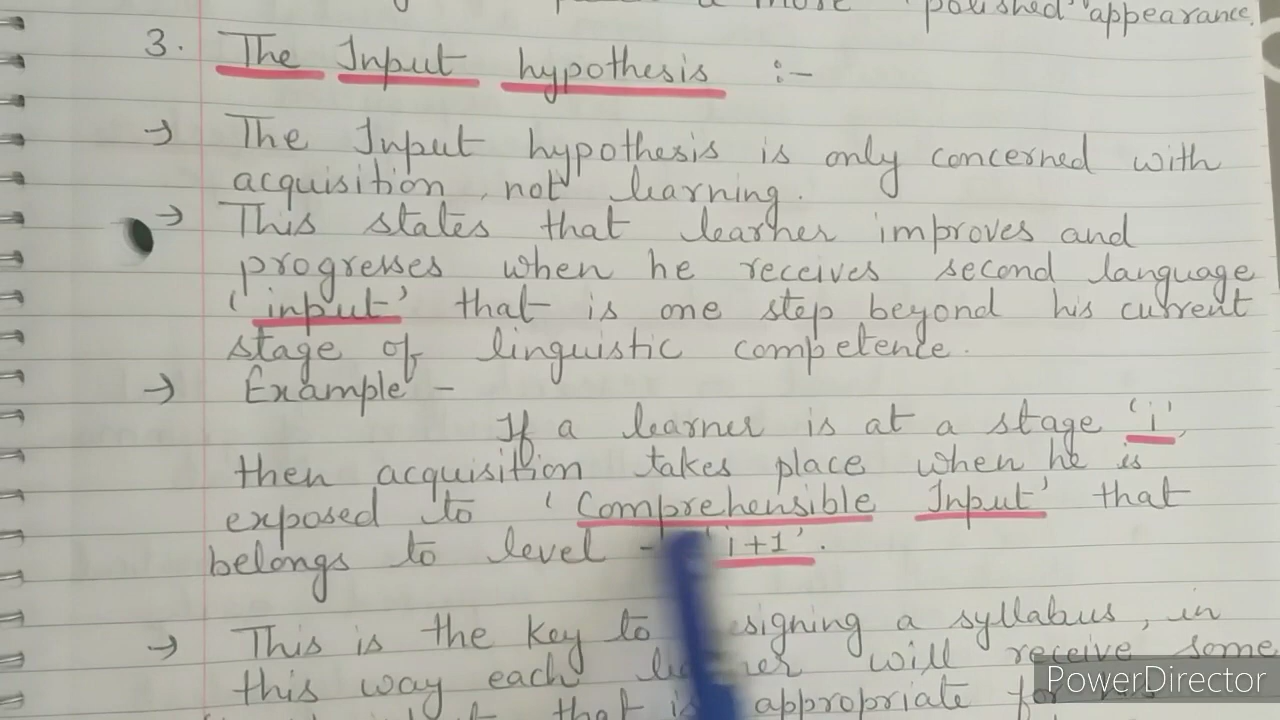 polished appearance.
3. The Input hypothesis :-
→ The Input hypothesis is only concerned with
acquisition, not learning.
→ This states that learner improves and
progresses when he receives second language
'input' that is one step beyond his current
stage of linguistic competence.
→ Example -
If a learner is at a stage 'i',
then acquisition takes place when he is
exposed to 'Comprehensible Input' that
belongs to level - 'i+1'.
→ This is the key to signing a syllabus, in
this way each will receive some
that is appropriate for
PowerDirector